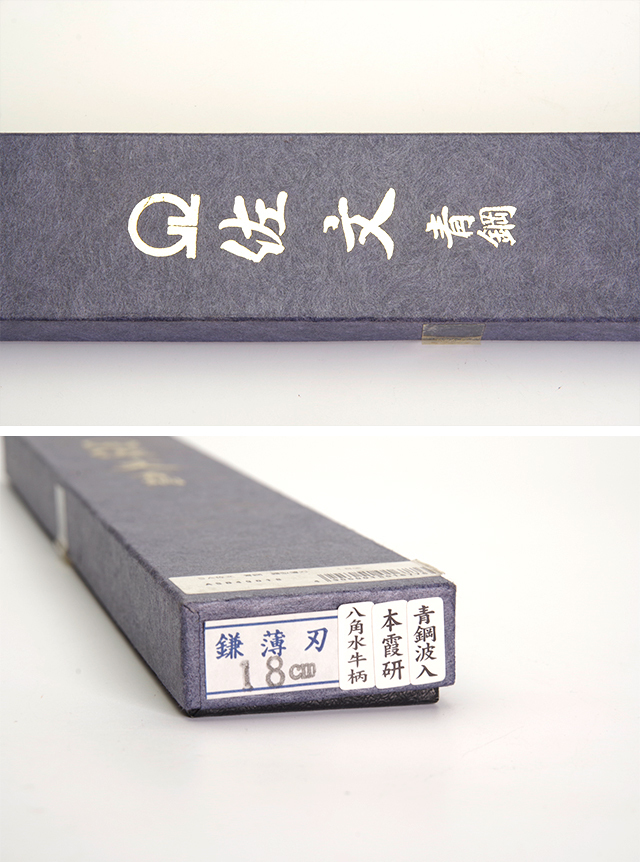 佐文 青鋼
鎌薄刃
18cm
八角水牛柄
本霞研
青鋼波入